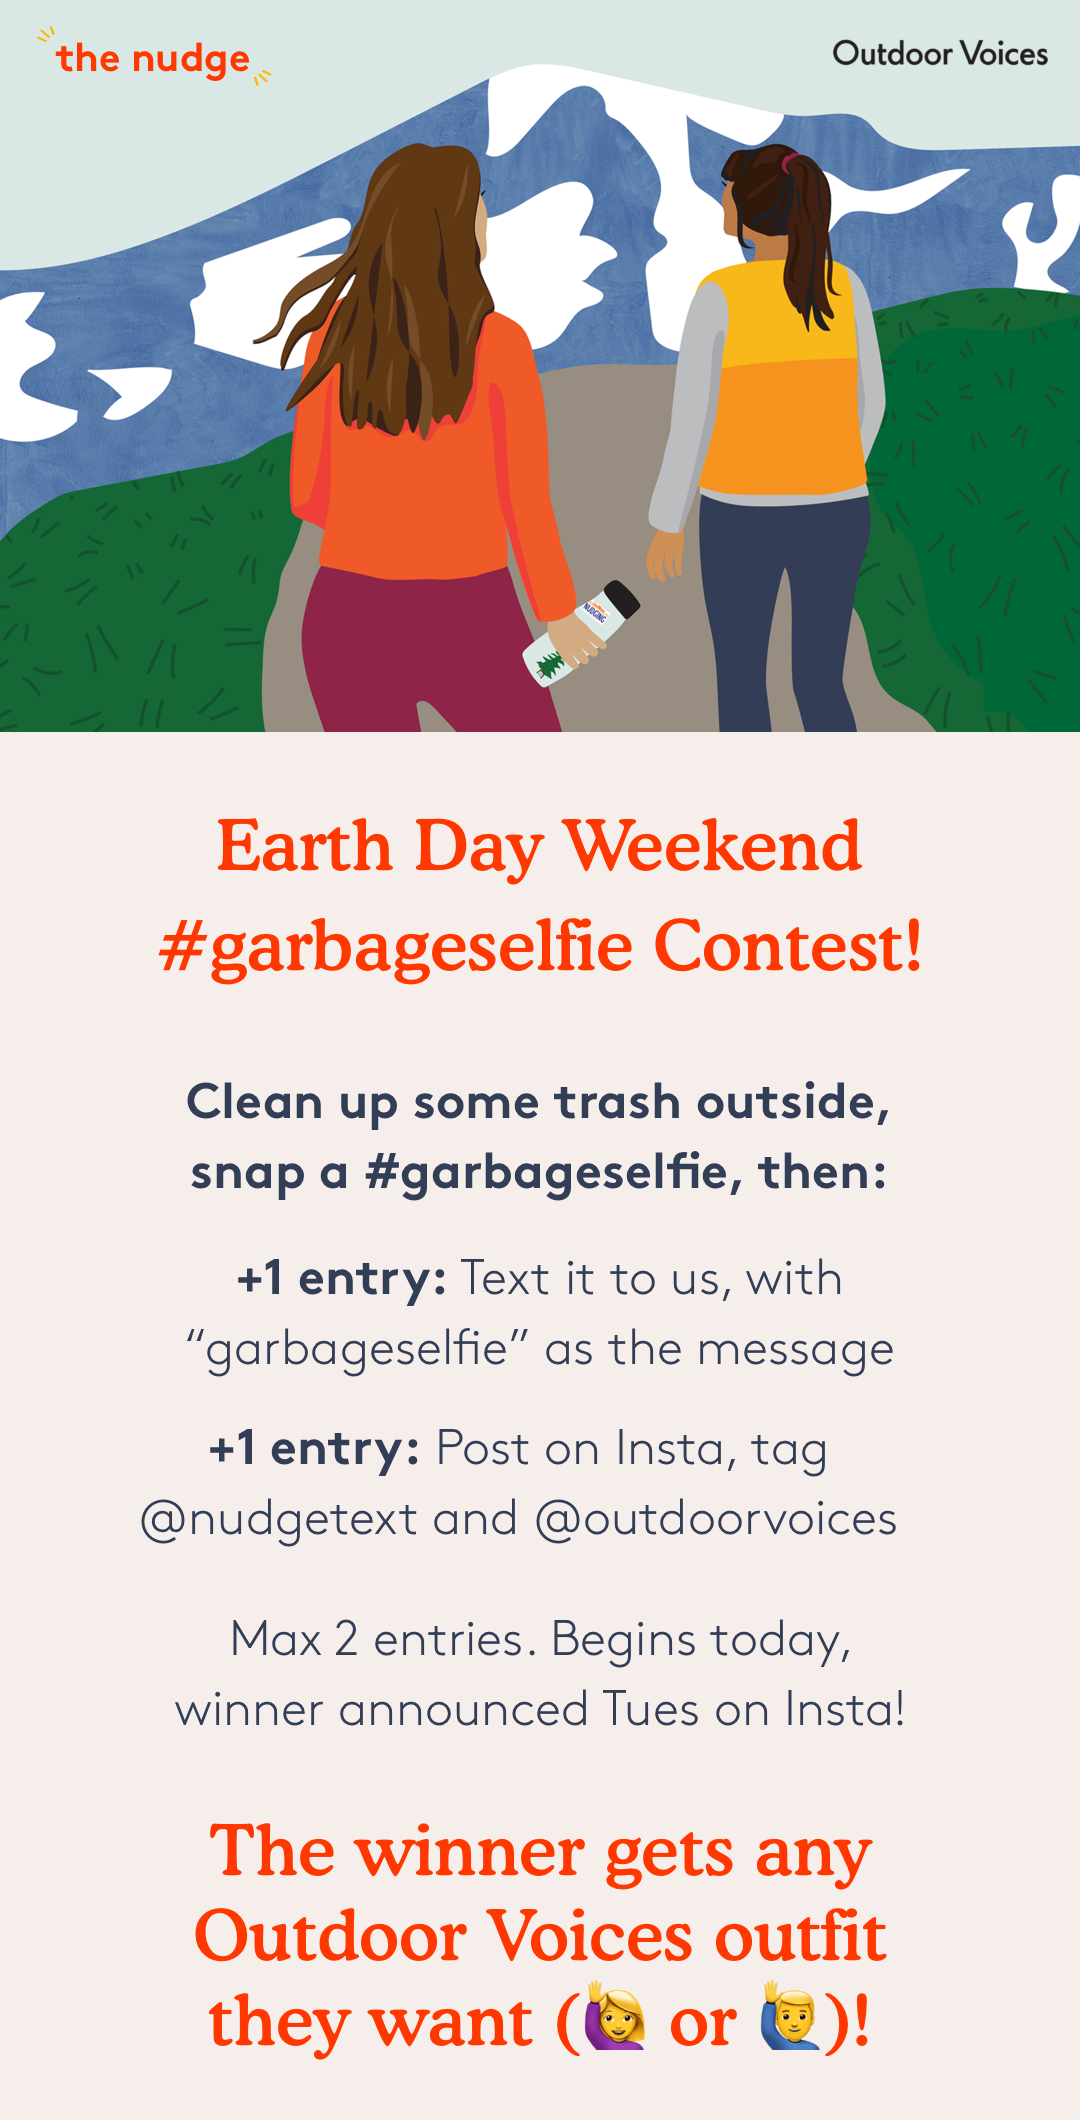 the nudge
Outdoor Voices
NUDGING
Earth Day Weekend
#garbageselfie Contest!
Clean up some trash outside,
snap a #garbageselfie, then:
+1 entry: Text it to us, with
“garbageselfie” as the message
+1 entry: Post on Insta, tag
@nudgetext and @outdoorvoices
Max 2 entries. Begins today,
winner announced Tues on Insta!
The winner gets any
Outdoor Voices outfit
they want (🙋‍♀️ or 🙋‍♂️)!